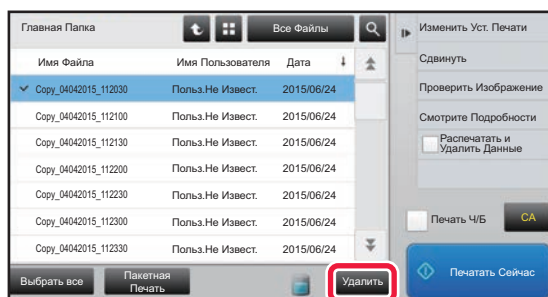 Главная Папка
Все Файлы
Имя Файла Имя Пользователя Дата
Copy_04042015_112030 Польз.Не Извест. 2015/06/24
Copy_04042015_112100 Польз.Не Извест. 2015/06/24
Copy_04042015_112130 Польз.Не Извест. 2015/06/24
Copy_04042015_112200 Польз.Не Извест. 2015/06/24
Copy_04042015_112230 Польз.Не Извест. 2015/06/24
Copy_04042015_112300 Польз.Не Извест. 2015/06/24
Copy_04042015_112330 Польз.Не Извест. 2015/06/24
Выбрать все
Пакетная
Печать
Удалить
Изменить Уст. Печати
Сдвинуть
Проверить Изображение
Смотрите Подробности
Распечатать и
Удалить Данные
Печать Ч/Б
CA
Печатать Сейчас